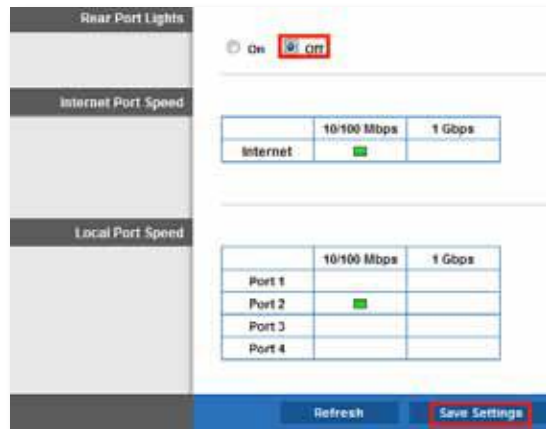 Rear Port Lights
On Off
Internet Port Speed
10/100 Mbps 1 Gbps
Internet
Local Port Speed
10/100 Mbps 1 Gbps
Port 1
Port 2
Port 3
Port 4
Refresh Save Settings